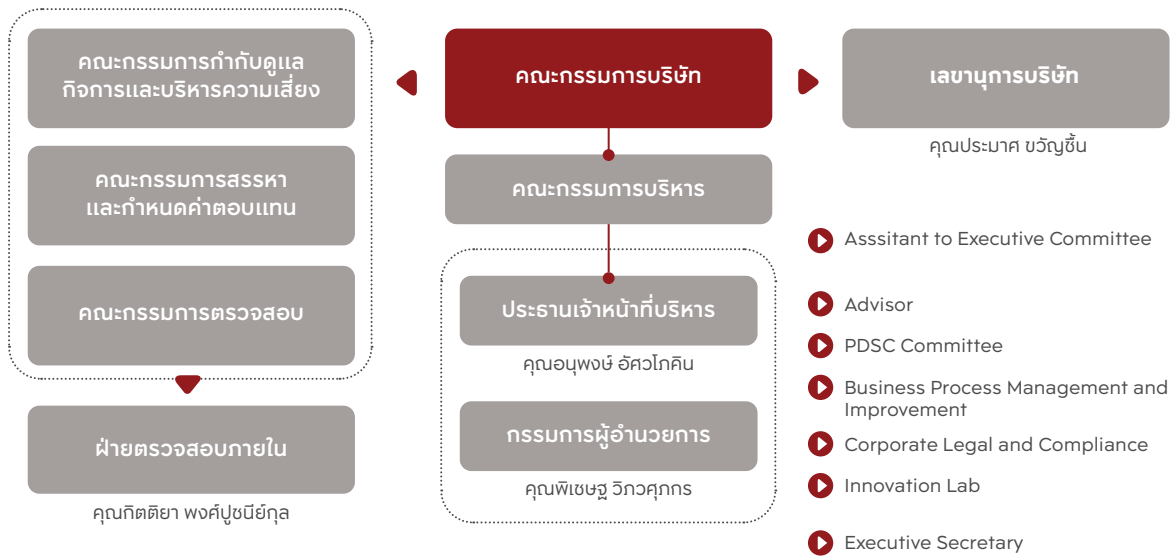 คณะกรรมการกำกับดูแล
กิจการและบริหารความเสี่ยง
คณะกรรมการสรรหา
และกำหนดค่าตอบแทน
คณะกรรมการตรวจสอบ
ฝ่ายตรวจสอบภายใน
คุณกิตติยา พงศ์ปูชนีย์กุล
คณะกรรมการบริษัท
คณะกรรมการบริหาร
ประธานเจ้าหน้าที่บริหาร
คุณอนุพงษ์ อัศวโภคิน
กรรมการผู้อำนวยการ
คุณพิเชษฐ วิภวศุภกร
เลขานุการบริษัท
คุณประมาศ ขวัญชื้น
Asssitant to Executive Committee
Advisor
PDSC Committee
Business Process Management and
Improvement
Corporate Legal and Compliance
Innovation Lab
Executive Secretary